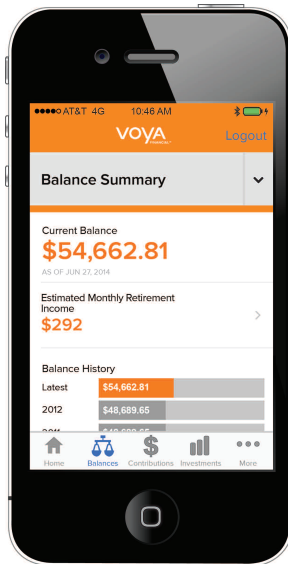 AT&T 4G 10:46 AM
VOYA
FINANCIAL
Logout
Balance Summary
Current Balance
$54,662.81
AS OF JUN 27, 2014
Estimated Monthly Retirement
Income
$292
Balance History
Latest $54,662.81
2012 $48,689.65
Home Balances Contributions Investments More